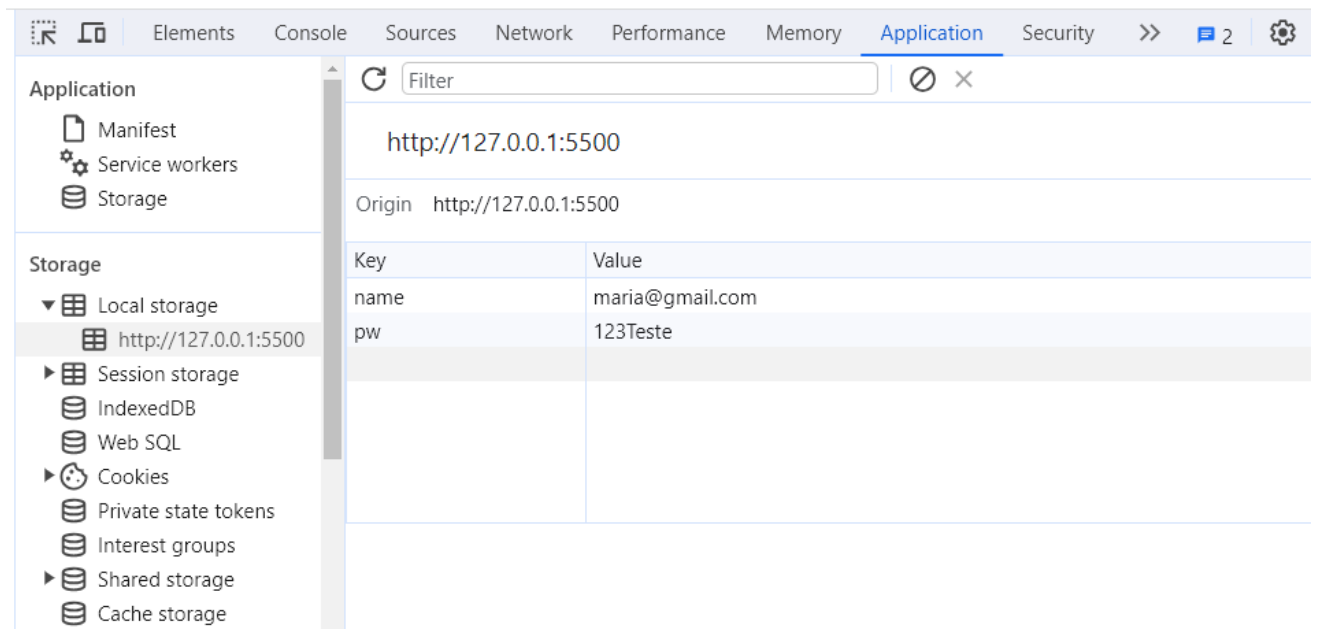 Elements Console Sources Network Performance Memory Application Security 2
Application
Manifest
Service workers
Storage
Storage
Local storage
http://127.0.0.1:5500
Session storage
IndexedDB
Web SQL
Cookies
Private state tokens
Interest groups
Shared storage
Cache storage
Filter
http://127.0.0.1:5500
Origin http://127.0.0.1:5500
Key Value
name maria@gmail.com
pw 123Teste